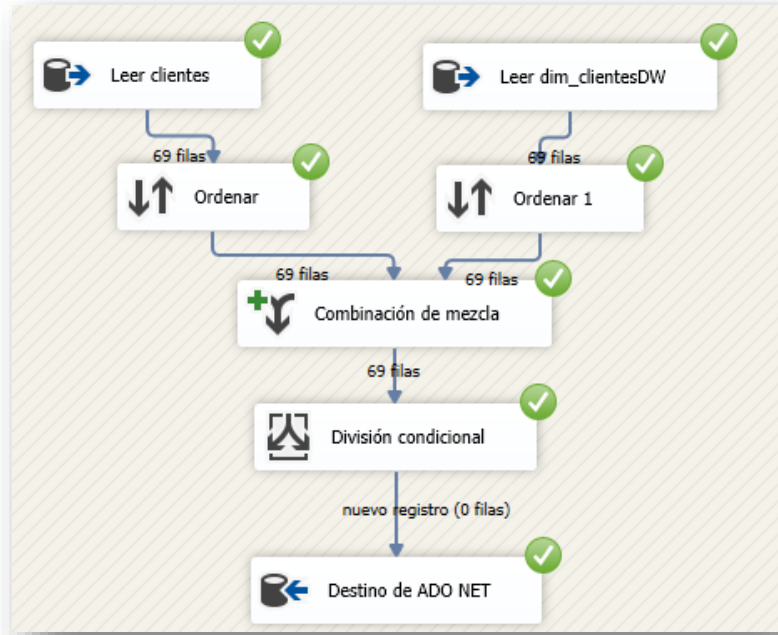 Leer clientes
Leer dim_clientesDW
69 filas
69 filas
Ordenar
Ordenar 1
69 filas
69 filas
Combinación de mezcla
69 filas
División condicional
nuevo registro (0 filas)
Destino de ADO NET